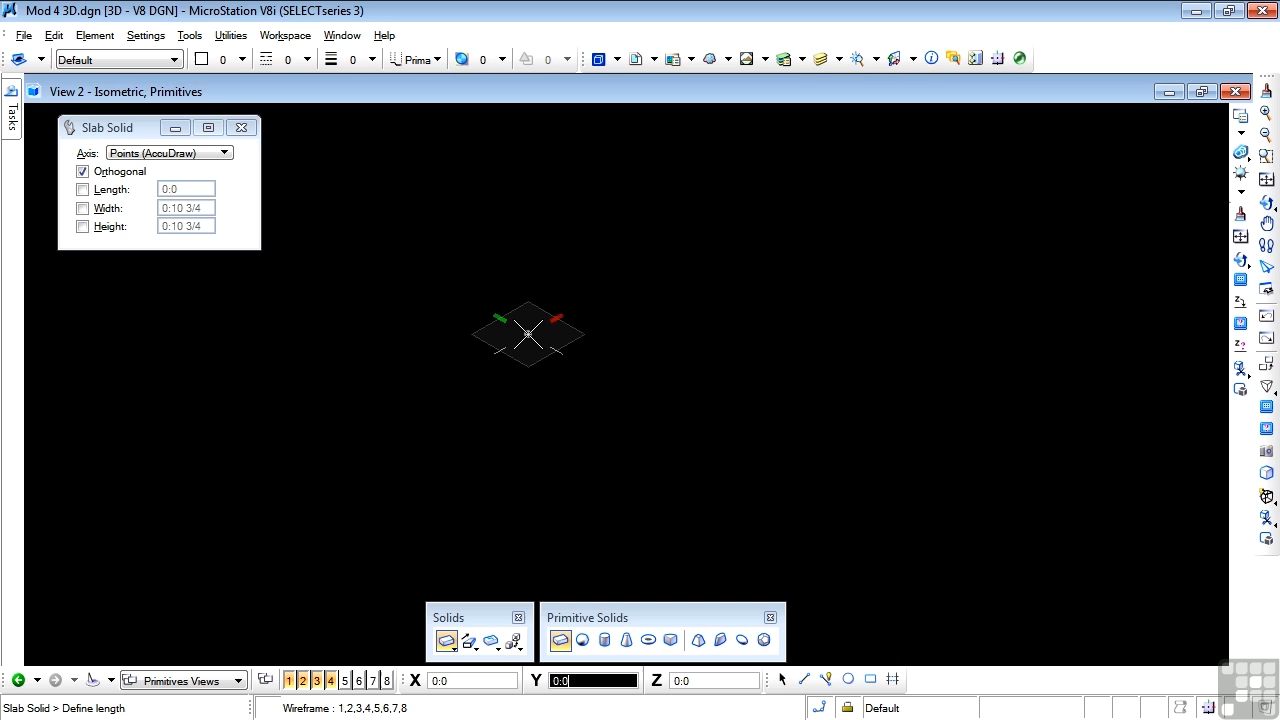 Mod 4 3D.dgn [3D - V8 DGN] - MicroStation V8i (SELECTseries 3)
File Edit Element Settings Tools Utilities Workspace Window Help
Default 0 0 0 Prima 0 0
Tasks
View 2 - Isometric, Primitives
Slab Solid
Axis: Points (AccuDraw)
Orthogonal
Length: 0:0
Width: 0:10 3/4
Height: 0:10 3/4
Solids
Primitive Solids
Primitives Views 1 2 3 4 5 6 7 8 X 0:0 Y 0:0 Z 0:0
Slab Solid > Define length
Wireframe : 1,2,3,4,5,6,7,8
Default